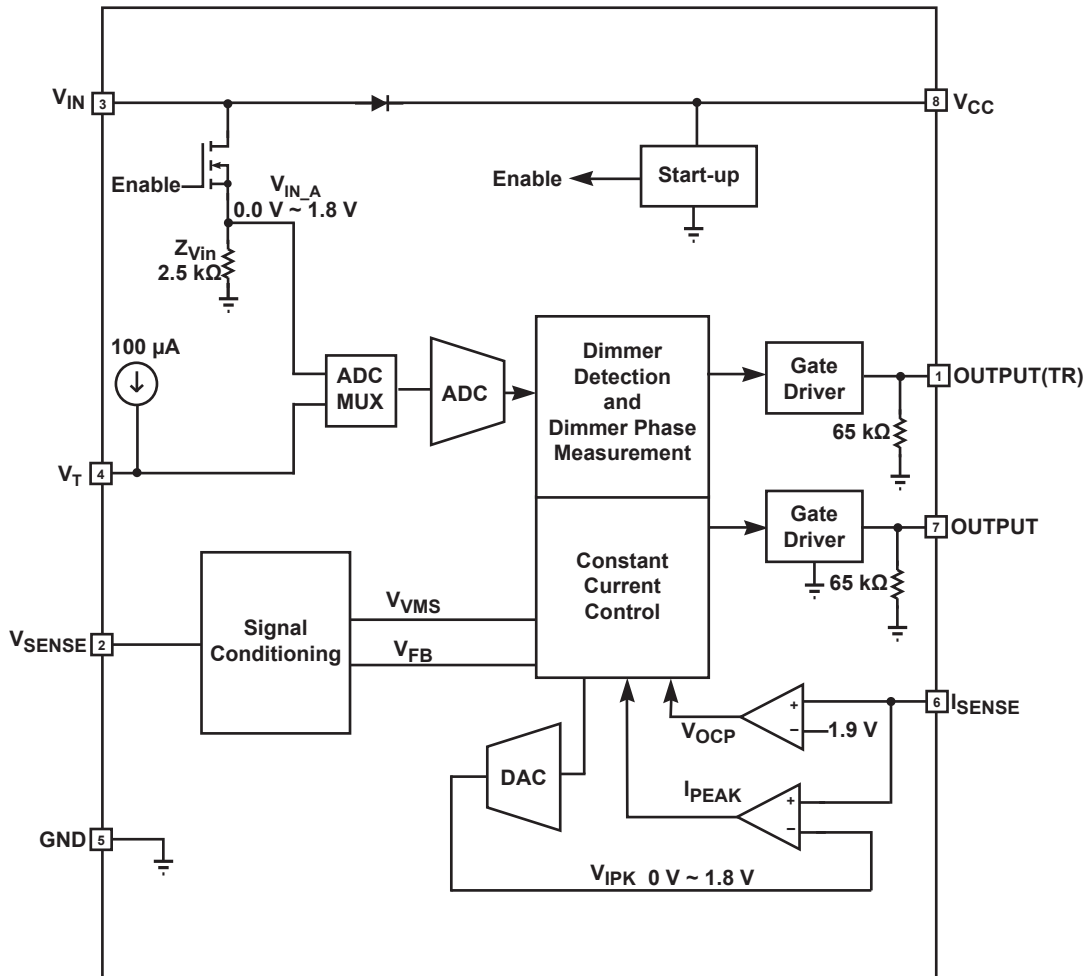 V_IN 3
8 V_CC
Enable
V_IN_A
0.0 V ~ 1.8 V
Enable
Start-up
Z_Vin
2.5 kΩ
100 µA
ADC
MUX
ADC
Dimmer
Detection
and
Dimmer Phase
Measurement
Gate
Driver
1 OUTPUT(TR)
65 kΩ
V_T 4
Constant
Current
Control
Gate
Driver
7 OUTPUT
65 kΩ
V_SENSE 2
Signal
Conditioning
V_VMS
V_FB
V_OCP
+
–
1.9 V
6 I_SENSE
DAC
I_PEAK
+
–
GND 5
V_IPK 0 V ~ 1.8 V